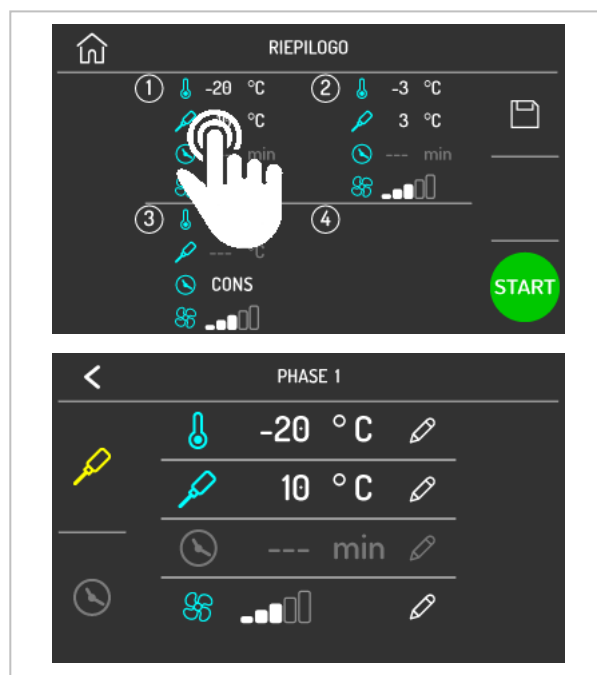 RIEPILOGO
1 -20 °C 2 -3 °C
°C 3 °C
min --- min
3 4
--- °C
CONS
START
PHASE 1
-20 °C
10 °C
--- min